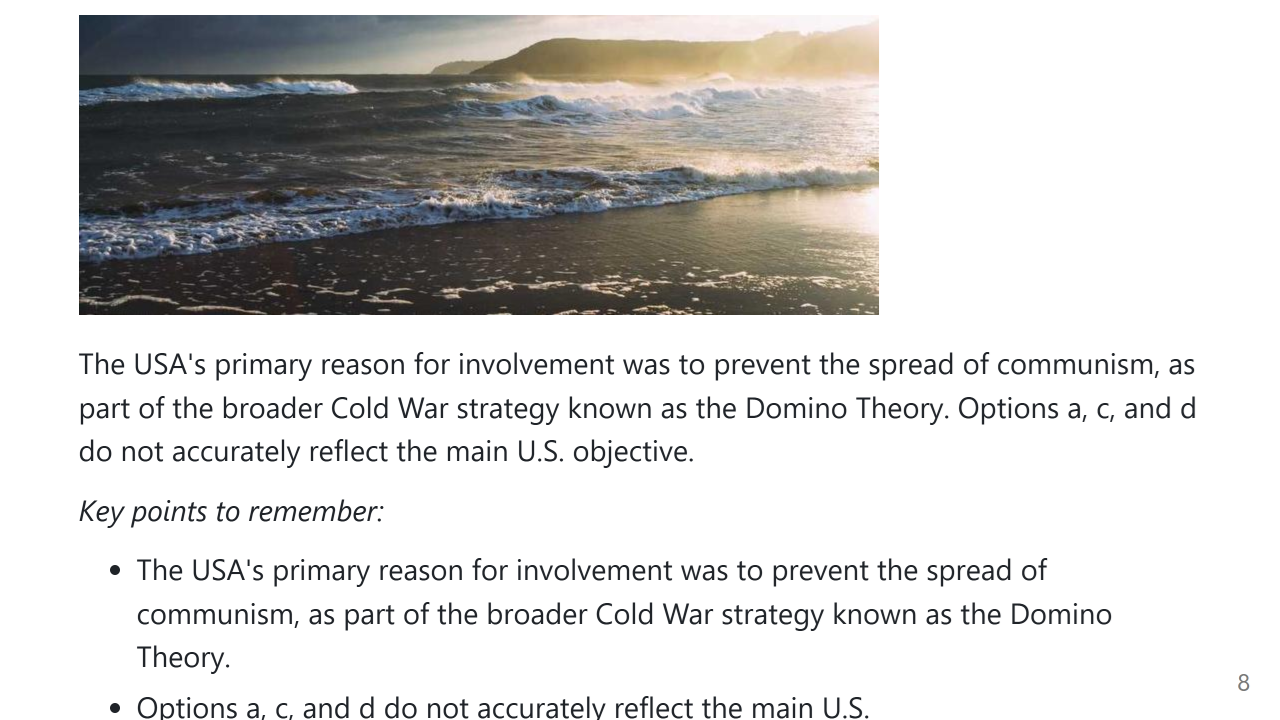 The USA's primary reason for involvement was to prevent the spread of communism, as
part of the broader Cold War strategy known as the Domino Theory. Options a, c, and d
do not accurately reflect the main U.S. objective.
Key points to remember:
• The USA's primary reason for involvement was to prevent the spread of
communism, as part of the broader Cold War strategy known as the Domino
Theory.
• Options a, c, and d do not accurately reflect the main U.S.
8